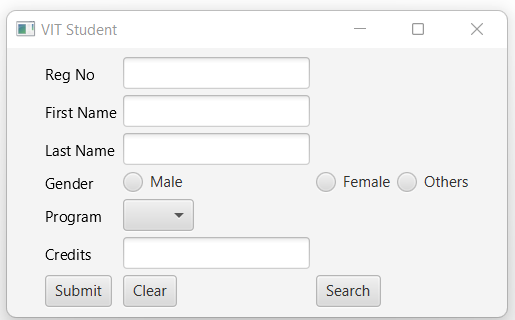 VIT Student
Reg No
First Name
Last Name
Gender Male Female Others
Program
Credits
Submit Clear Search